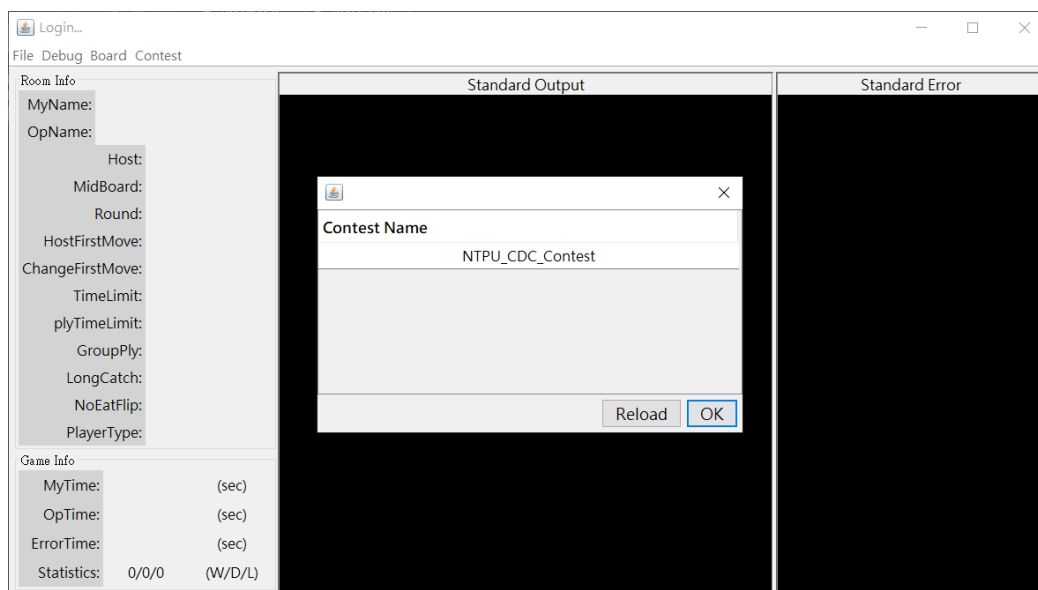 Login...
File Debug Board Contest
Room Info
MyName:
OpName:
Host:
MidBoard:
Round:
HostFirstMove:
ChangeFirstMove:
TimeLimit:
plyTimeLimit:
GroupPly:
LongCatch:
NoEatFlip:
PlayerType:
Game Info
MyTime: (sec)
OpTime: (sec)
ErrorTime: (sec)
Statistics: 0/0/0 (W/D/L)
Standard Output
Contest Name
NTPU_CDC_Contest
Reload OK
Standard Error